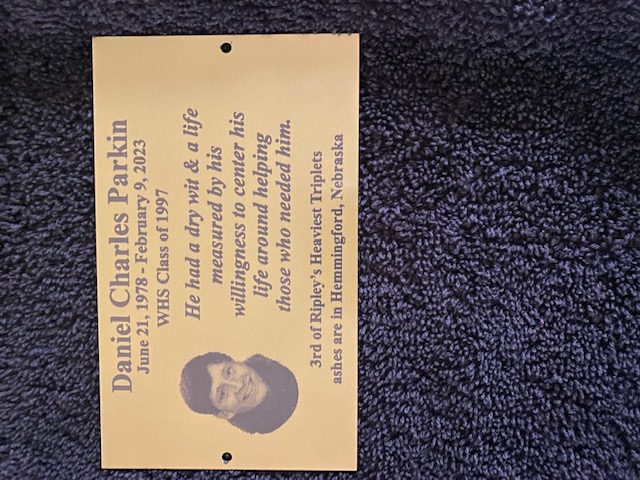 Daniel Charles Parkin
June 21, 1978 - February 9, 2023
WHS Class of 1997
He had a dry wit & a life
measured by his
willingness to center his
life around helping
those who needed him.
3rd of Ripley's Heaviest Triplets
ashes are in Hemmingford, Nebraska